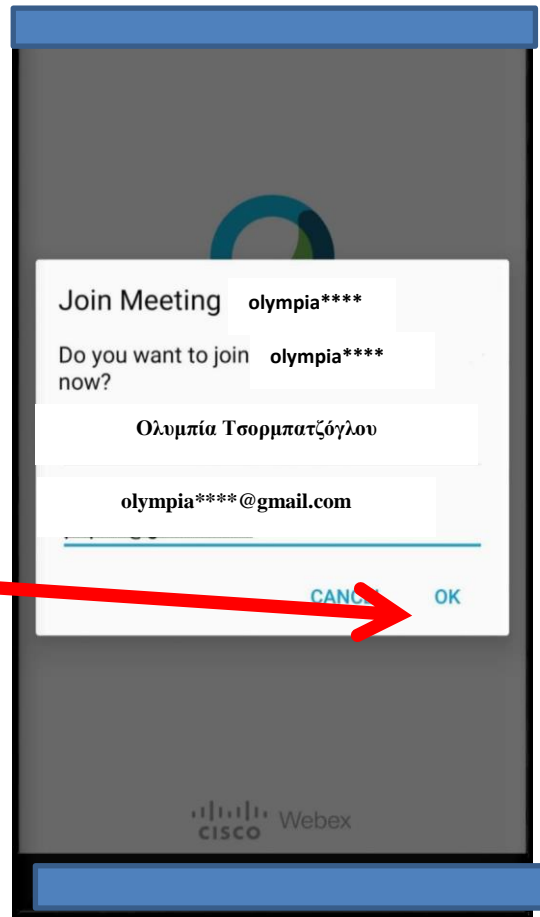 Join Meeting olympia****
Do you want to join olympia****
now?
Ολυμπία Τσορμπατζόγλου
olympia****@gmail.com
CANCEL OK
CISCO Webex